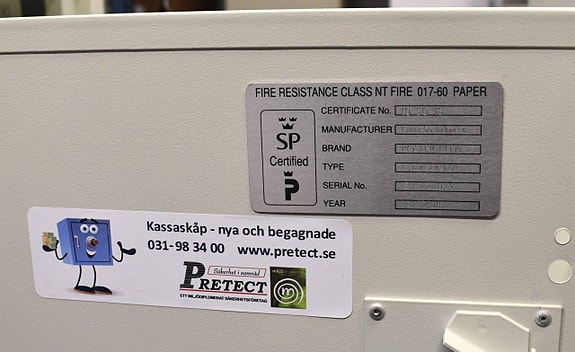 FIRE RESISTANCE CLASS NT FIRE 017-60 PAPER
SP
Certified
P
CERTIFICATE No.
MANUFACTURER
BRAND
TYPE
SERIAL No.
YEAR
Kassaskåp - nya och begagnade
031-98 34 00 www.pretect.se
Säkerhet i samråd
PRETECT
ETT MILJÖDIPLOMERAT SÄKERHETSFÖRETAG
m